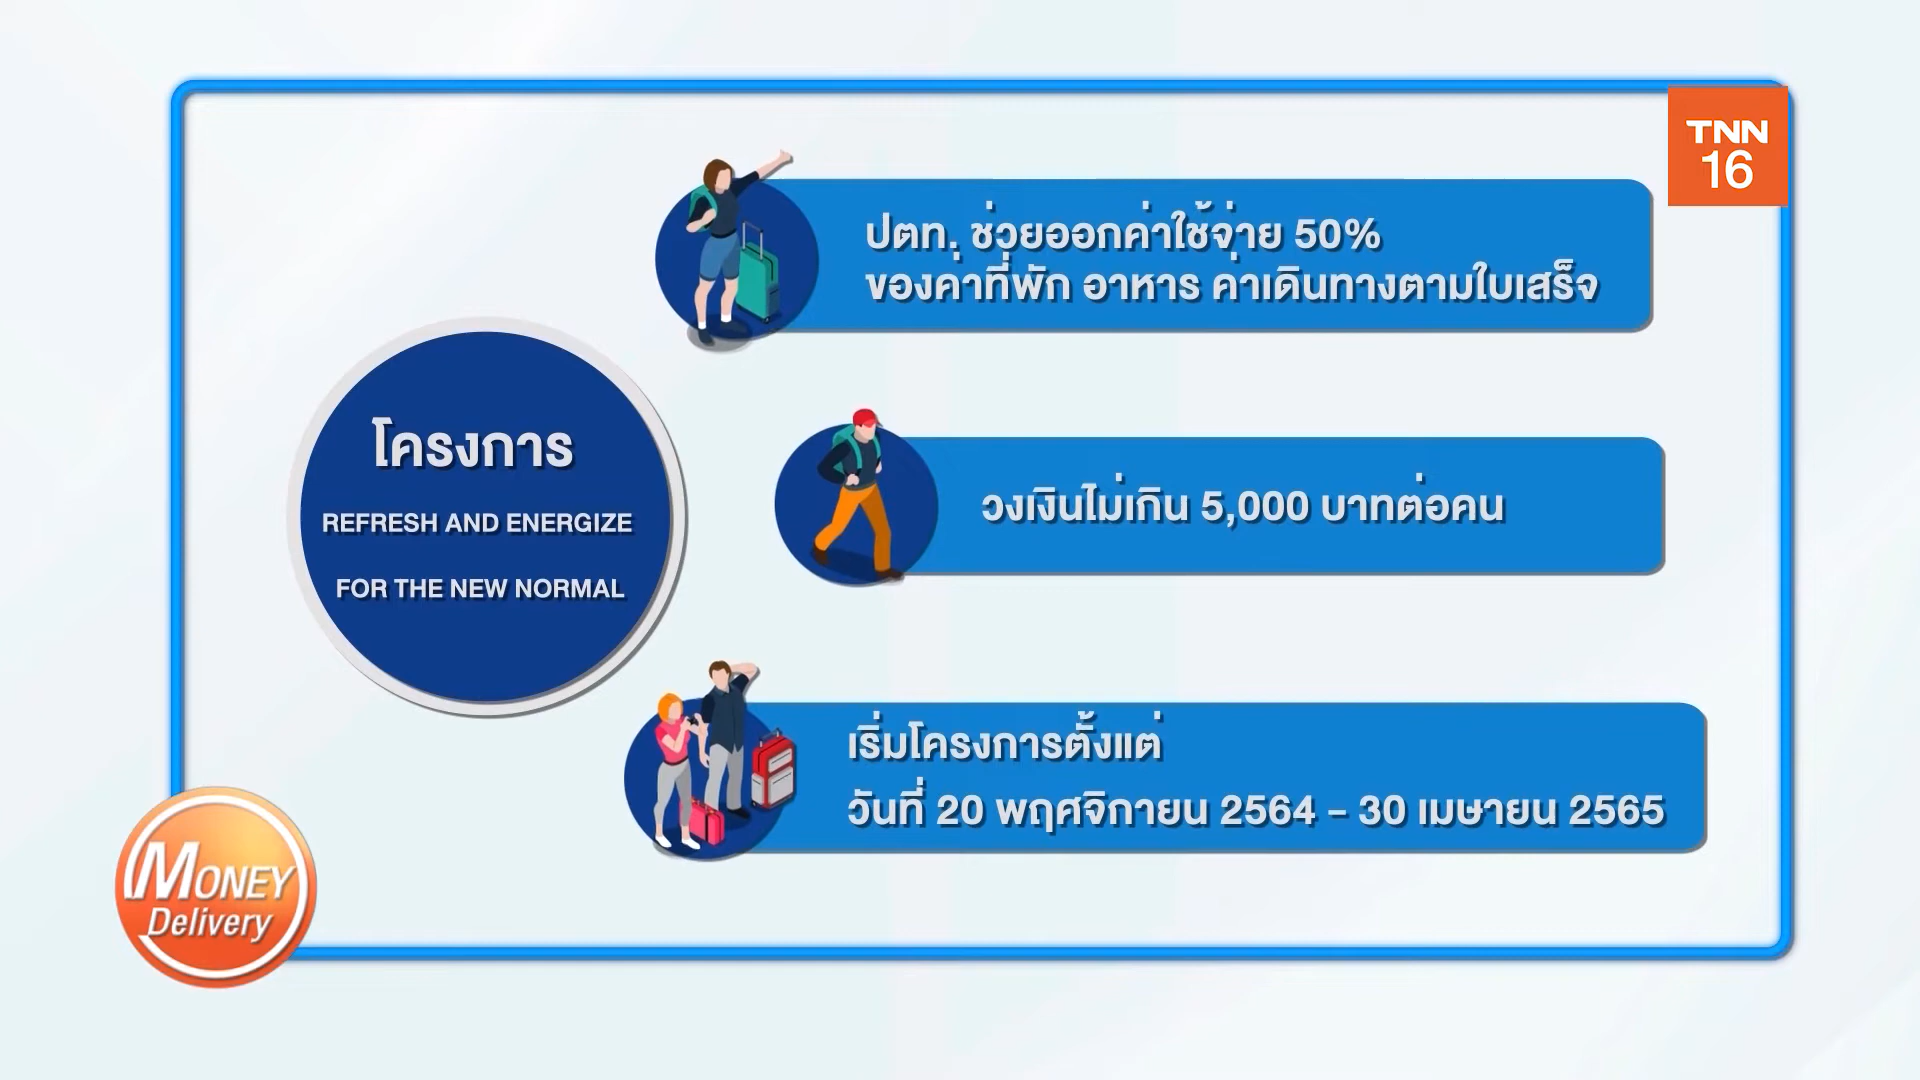 TNN
16
ปตท. ช่วยออกค่าใช้จ่าย 50%
ของค่าที่พัก อาหาร ค่าเดินทางตามใบเสร็จ
โครงการ
REFRESH AND ENERGIZE
FOR THE NEW NORMAL
วงเงินไม่เกิน 5,000 บาทต่อคน
เริ่มโครงการตั้งแต่
วันที่ 20 พฤศจิกายน 2564 - 30 เมษายน 2565
MONEY
Delivery